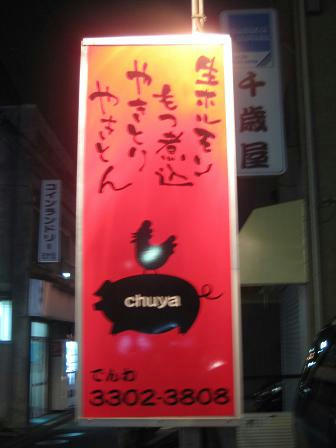 生ホルモン
もつ煮込
やきとり
やきとん
chuya
でんわ
3302-3808
千歳屋
コインランドリー